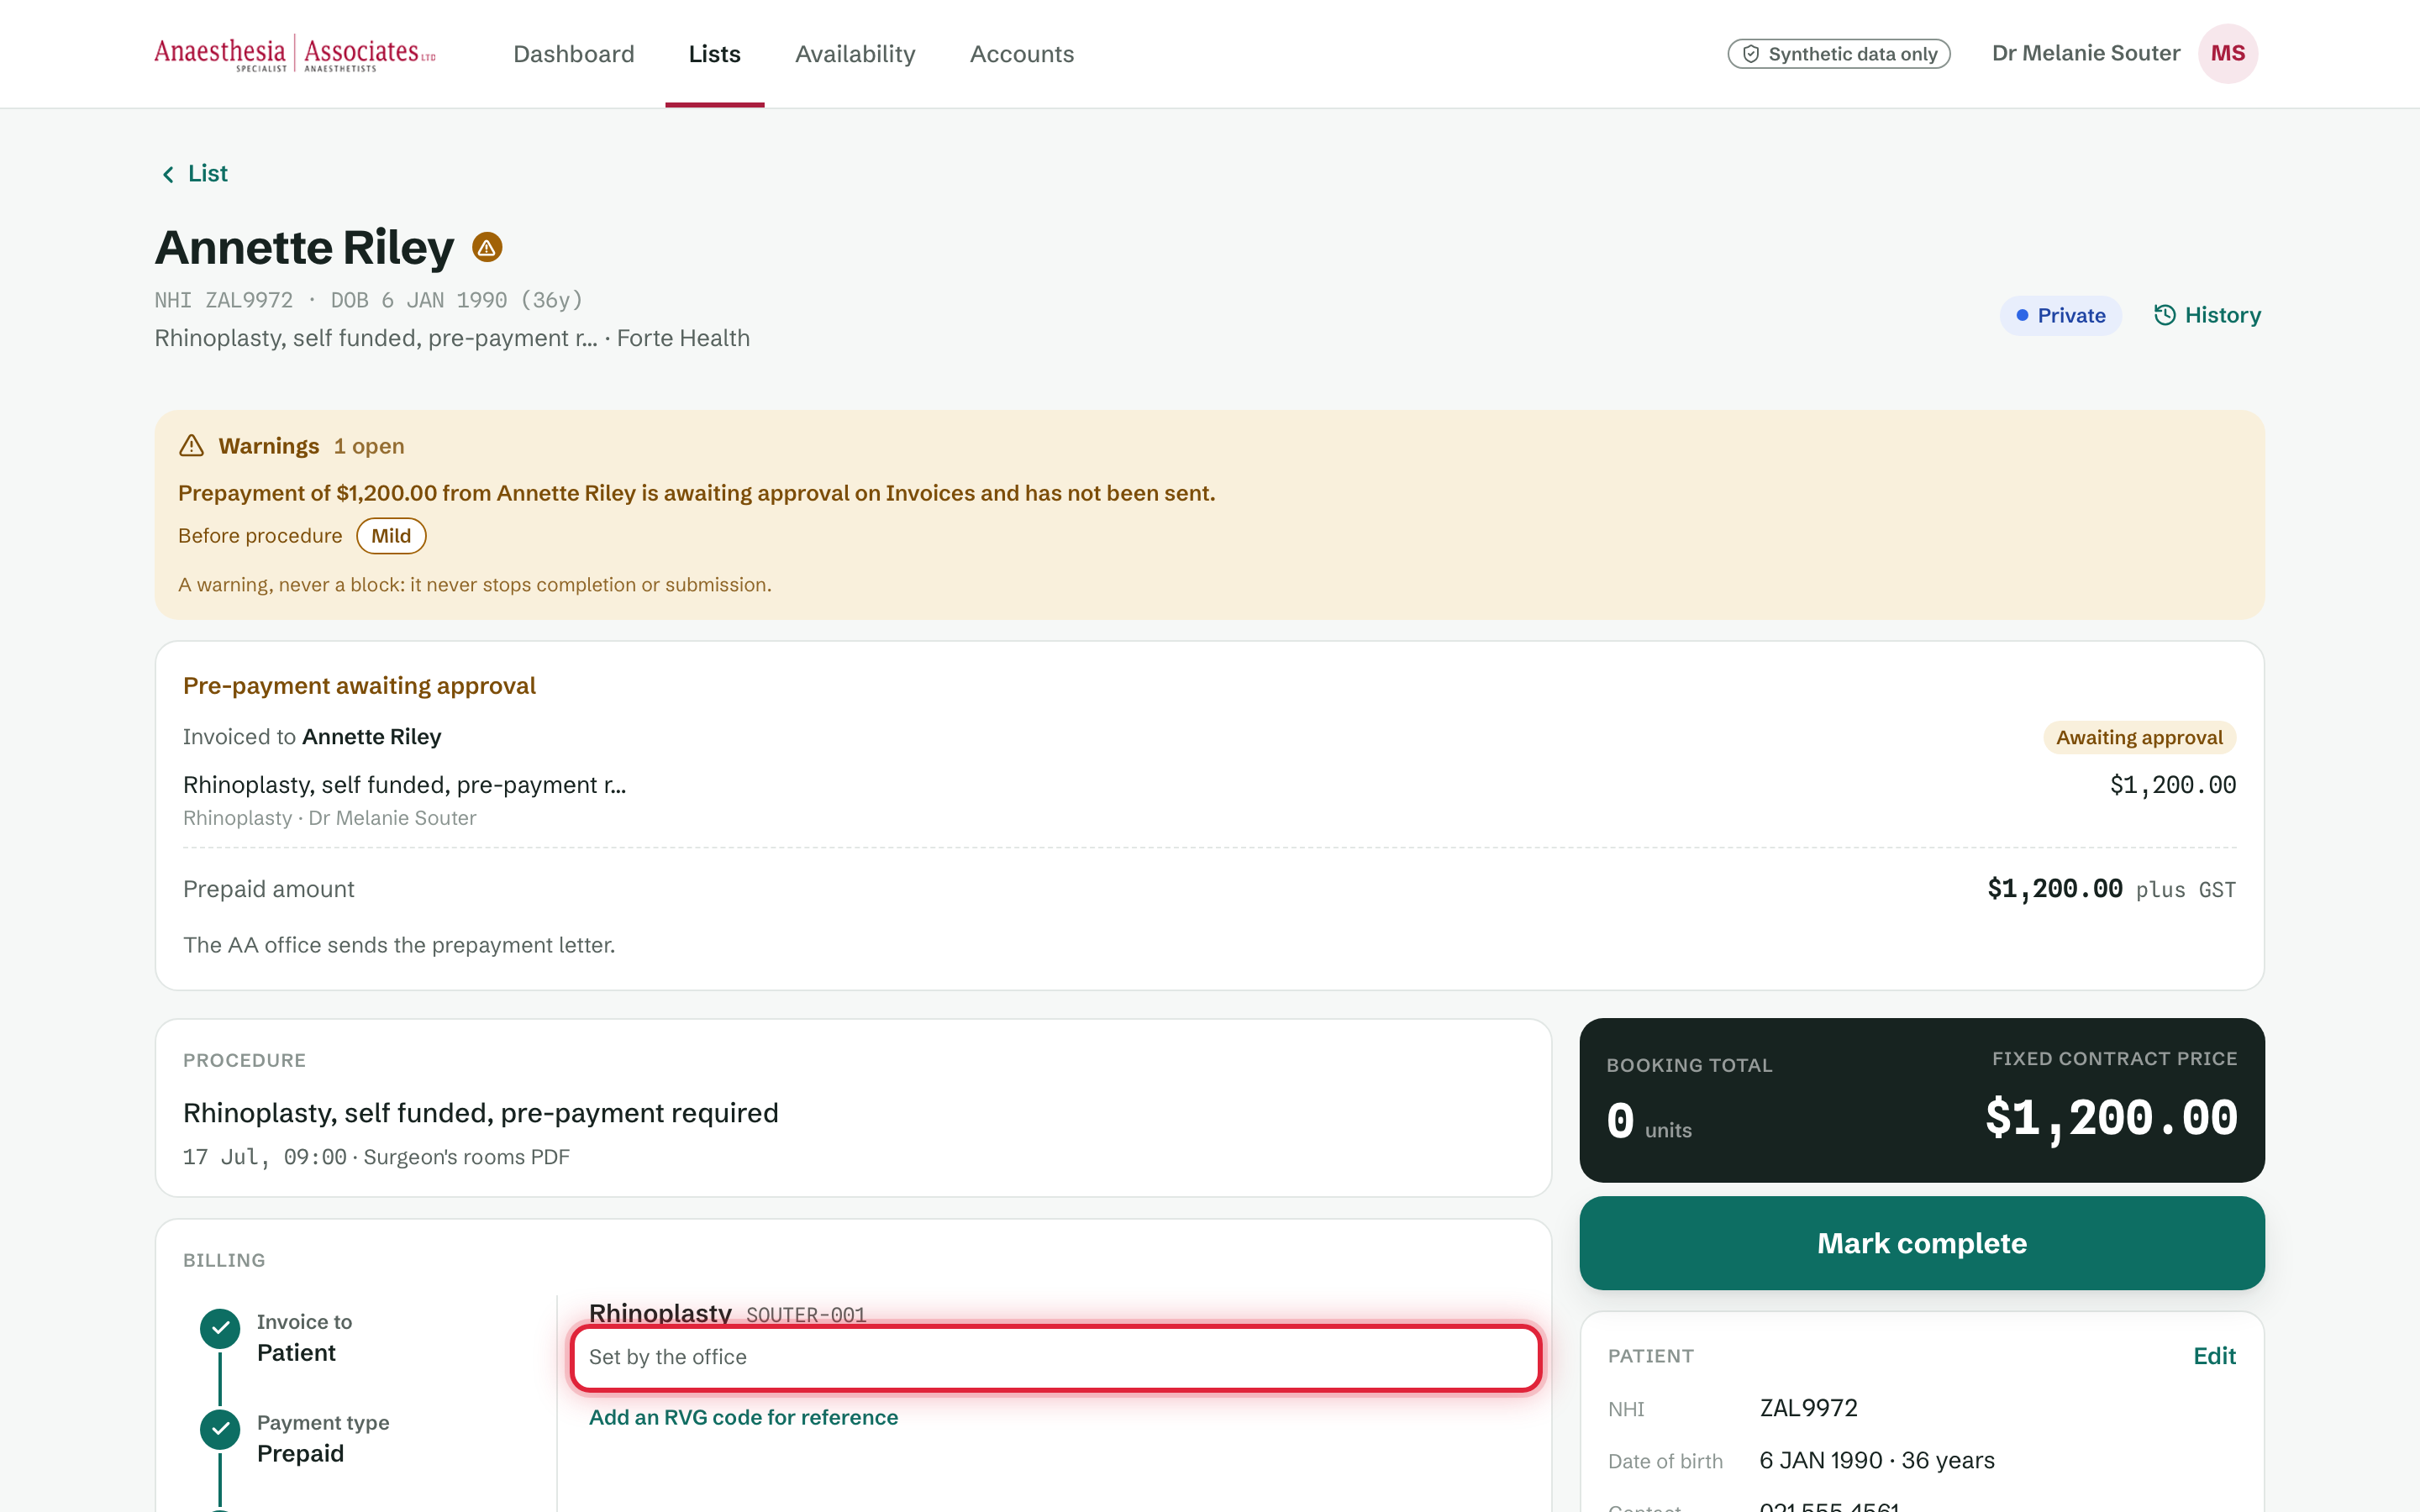 Anaesthesia Associates LTD
SPECIALIST ANAESTHETISTS
Dashboard
Lists
Availability
Accounts
Synthetic data only
Dr Melanie Souter
MS
List
Annette Riley
NHI ZAL9972 · DOB 6 JAN 1990 (36y)
Rhinoplasty, self funded, pre-payment r... · Forte Health
Private
History
Warnings 1 open
Prepayment of $1,200.00 from Annette Riley is awaiting approval on Invoices and has not been sent.
Before procedure Mild
A warning, never a block: it never stops completion or submission.
Pre-payment awaiting approval
Invoiced to Annette Riley
Awaiting approval
Rhinoplasty, self funded, pre-payment r...
$1,200.00
Rhinoplasty · Dr Melanie Souter
Prepaid amount
$1,200.00 plus GST
The AA office sends the prepayment letter.
PROCEDURE
Rhinoplasty, self funded, pre-payment required
17 Jul, 09:00 · Surgeon's rooms PDF
BOOKING TOTAL
0 units
FIXED CONTRACT PRICE
$1,200.00
Mark complete
BILLING
Invoice to
Patient
Payment type
Prepaid
Rhinoplasty SOUTER-001
Set by the office
Add an RVG code for reference
PATIENT
Edit
NHI ZAL9972
Date of birth 6 JAN 1990 · 36 years
Contact 021 555 4561